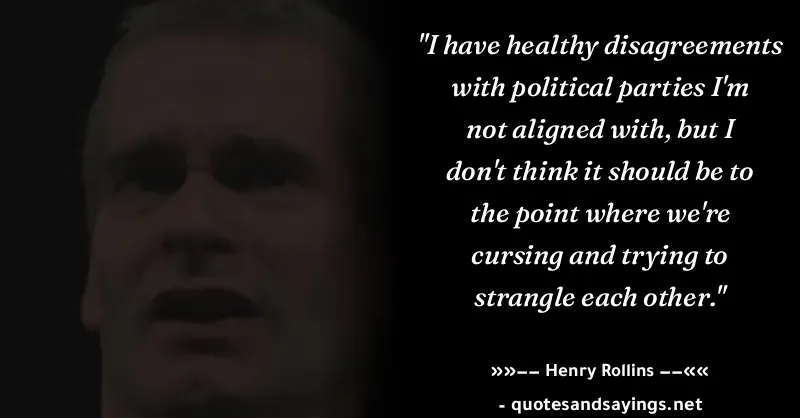 "I have healthy disagreements
with political parties I'm
not aligned with, but I
don't think it should be to
the point where we're
cursing and trying to
strangle each other."
»»—— Henry Rollins ——««
- quotesandsayings.net